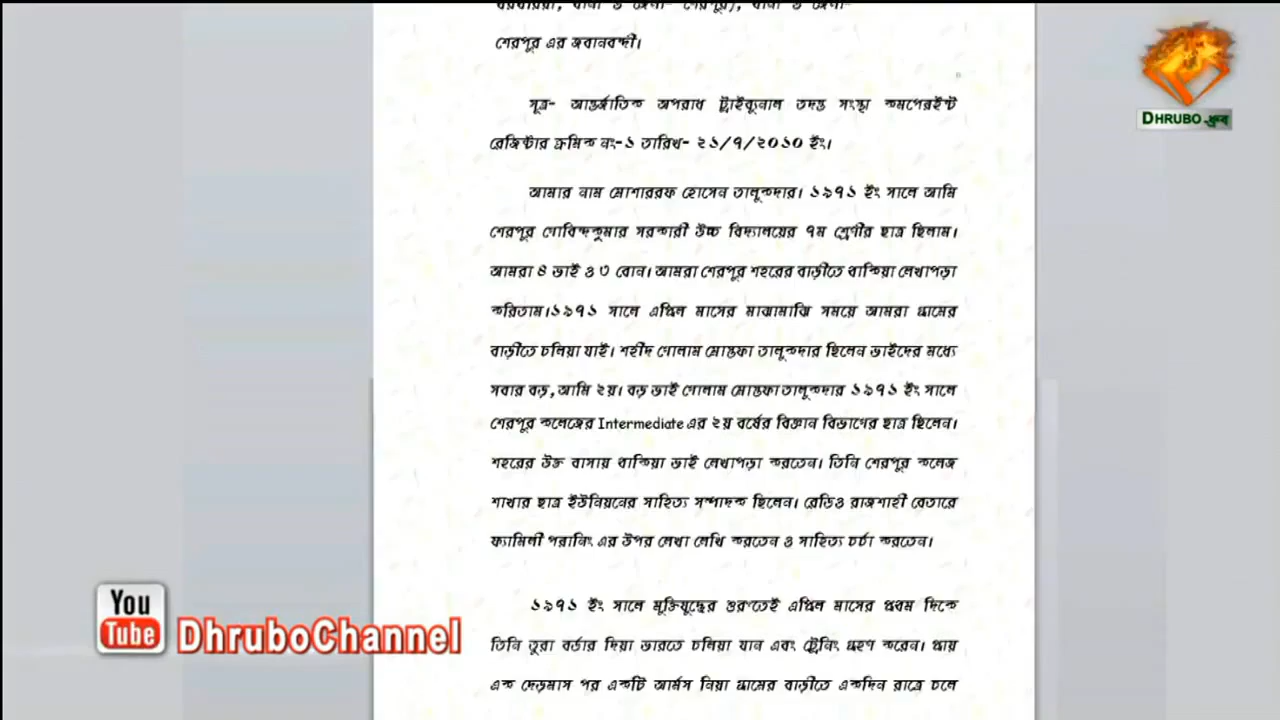 থানা ও জেলা- শেরপুর), থানা ও জেলা-
শেরপুর এর জবানবন্দী।
সূত্র- আন্তর্জাতিক অপরাধ ট্রাইব্যুনাল তদন্ত সংস্থা কমপেরইন্ট
রেজিস্টার ক্রমিক নং-১ তারিখ- ২১/৭/২০১০ ইং।
আমার নাম মোশাররফ হোসেন তালুকদার। ১৯৭১ ইং সালে আমি
শেরপুর গোবিন্দকুমার সরকারী উচ্চ বিদ্যালয়ের ৭ম শ্রেণীর ছাত্র ছিলাম।
আমরা ৪ ভাই ও ৩ বোন। আমরা শেরপুর শহরের বাড়ীতে থাকিয়া লেখাপড়া
করিতাম।১৯৭১ সালে এপ্রিল মাসের মাঝামাঝি সময়ে আমরা গ্রামের
বাড়ীতে চলিয়া যাই। শহীদ গোলাম মোস্তফা তালুকদার ছিলেন ভাইদের মধ্যে
সবার বড়, আমি ২য়। বড় ভাই গোলাম মোস্তফা তালুকদার ১৯৭১ ইং সালে
শেরপুর কলেজের Intermediate এর ২য় বর্ষের বিজ্ঞান বিভাগের ছাত্র ছিলেন।
শহরের উক্ত বাসায় থাকিয়া ভাই লেখাপড়া করতেন। তিনি শেরপুর কলেজ
শাখার ছাত্র ইউনিয়নের সাহিত্য সম্পাদক ছিলেন। রেডিও রাজশাহী বেতারে
ফ্যামিলী পরানিং এর উপর লেখা লেখি করতেন ও সাহিত্য চর্চা করতেন।
১৯৭১ ইং সালে মুক্তিযুদ্ধের শুরুতেই এপ্রিল মাসের প্রথম দিকে
তিনি তুরা বর্ডার দিয়া ভারতে চলিয়া যান এবং ট্রেনিং গ্রহণ করেন। প্রায়
এক দেড়মাস পর একটি আর্মস নিয়া গ্রামের বাড়ীতে একদিন রাত্রে চলে
DHRUBO ধ্রুব
You
Tube DhruboChannel